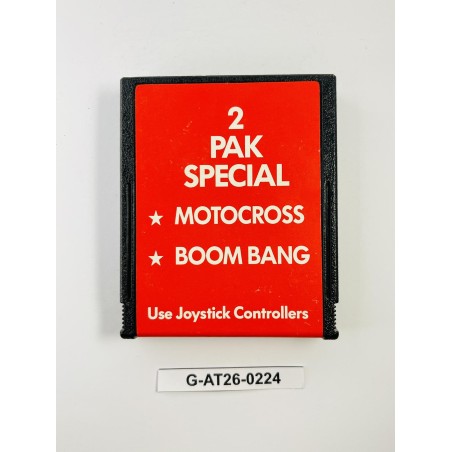 2
PAK
SPECIAL
★ MOTOCROSS
★ BOOM BANG
Use Joystick Controllers
G-AT26-0224